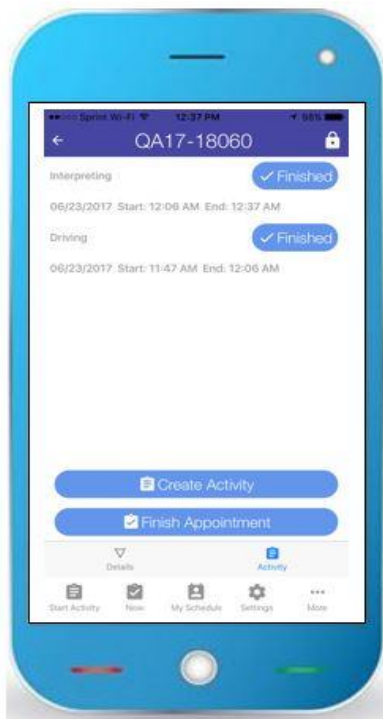 Sprint Wi-Fi 12:37 PM 98%
QA17-18060
Interpreting
Finished
06/23/2017 Start: 12:06 AM End: 12:37 AM
Driving
Finished
06/23/2017 Start: 11:47 AM End: 12:06 AM
Create Activity
Finish Appointment
Details Activity
Start Activity Now My Schedule Settings More